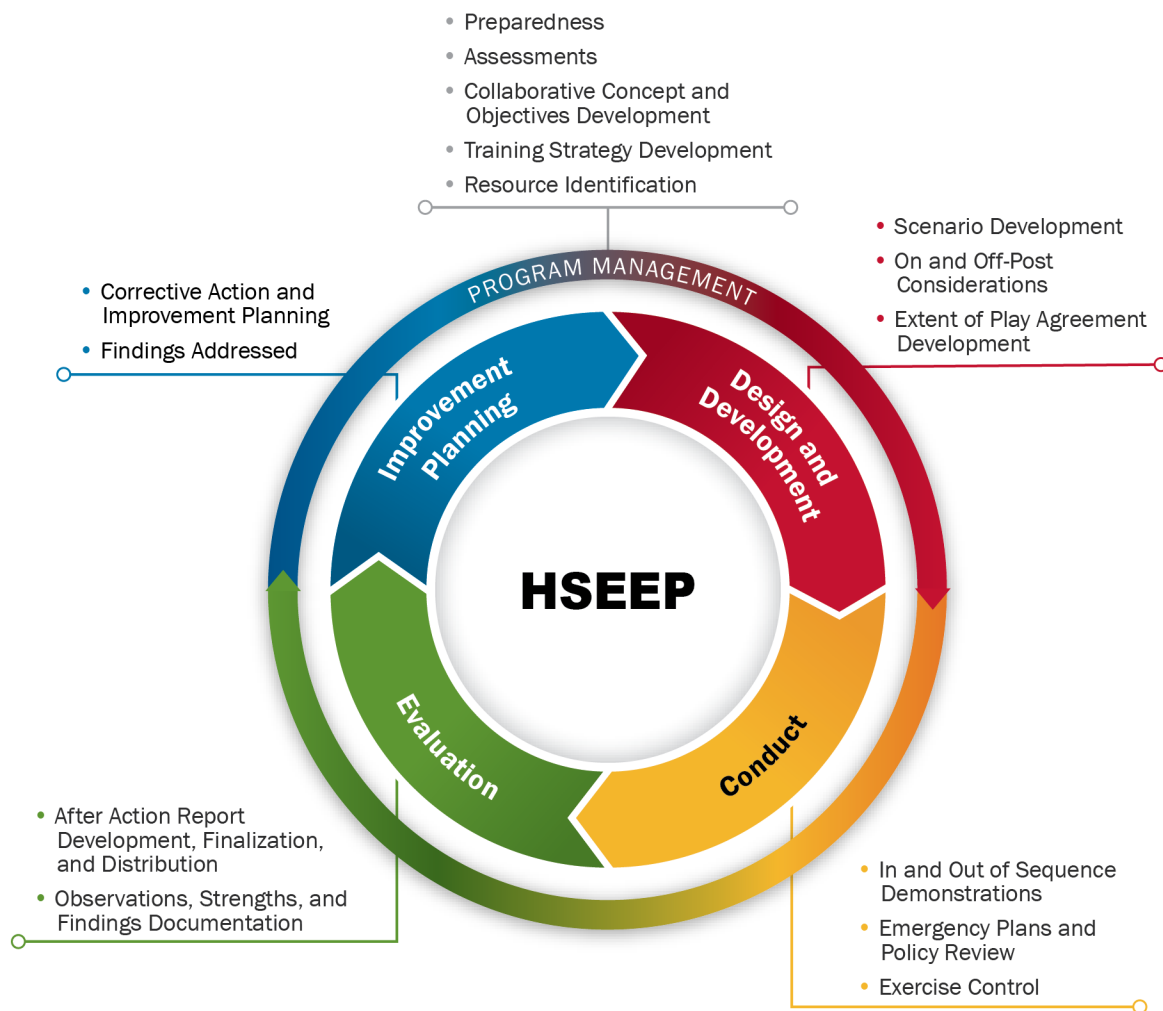 • Preparedness
• Assessments
• Collaborative Concept and
Objectives Development
• Training Strategy Development
• Resource Identification
• Scenario Development
• On and Off-Post
Considerations
• Extent of Play Agreement
Development
PROGRAM MANAGEMENT
• Corrective Action and
Improvement Planning
• Findings Addressed
Improvement
Planning
Design and
Development
HSEEP
Evaluation
Conduct
• After Action Report
Development, Finalization,
and Distribution
• Observations, Strengths, and
Findings Documentation
• In and Out of Sequence
Demonstrations
• Emergency Plans and
Policy Review
• Exercise Control